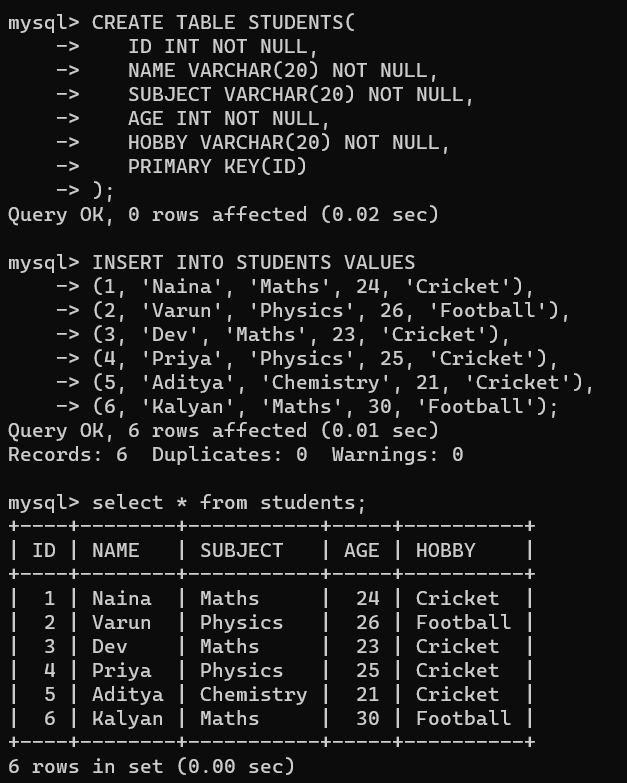 mysql> CREATE TABLE STUDENTS(
    ->    ID INT NOT NULL,
    ->    NAME VARCHAR(20) NOT NULL,
    ->    SUBJECT VARCHAR(20) NOT NULL,
    ->    AGE INT NOT NULL,
    ->    HOBBY VARCHAR(20) NOT NULL,
    ->    PRIMARY KEY(ID)
    -> );
Query OK, 0 rows affected (0.02 sec)

mysql> INSERT INTO STUDENTS VALUES
    -> (1, 'Naina', 'Maths', 24, 'Cricket'),
    -> (2, 'Varun', 'Physics', 26, 'Football'),
    -> (3, 'Dev', 'Maths', 23, 'Cricket'),
    -> (4, 'Priya', 'Physics', 25, 'Cricket'),
    -> (5, 'Aditya', 'Chemistry', 21, 'Cricket'),
    -> (6, 'Kalyan', 'Maths', 30, 'Football');
Query OK, 6 rows affected (0.01 sec)
Records: 6  Duplicates: 0  Warnings: 0

mysql> select * from students;
+----+--------+-----------+-----+----------+
| ID | NAME   | SUBJECT   | AGE | HOBBY    |
+----+--------+-----------+-----+----------+
|  1 | Naina  | Maths     |  24 | Cricket  |
|  2 | Varun  | Physics   |  26 | Football |
|  3 | Dev    | Maths     |  23 | Cricket  |
|  4 | Priya  | Physics   |  25 | Cricket  |
|  5 | Aditya | Chemistry |  21 | Cricket  |
|  6 | Kalyan | Maths     |  30 | Football |
+----+--------+-----------+-----+----------+
6 rows in set (0.00 sec)